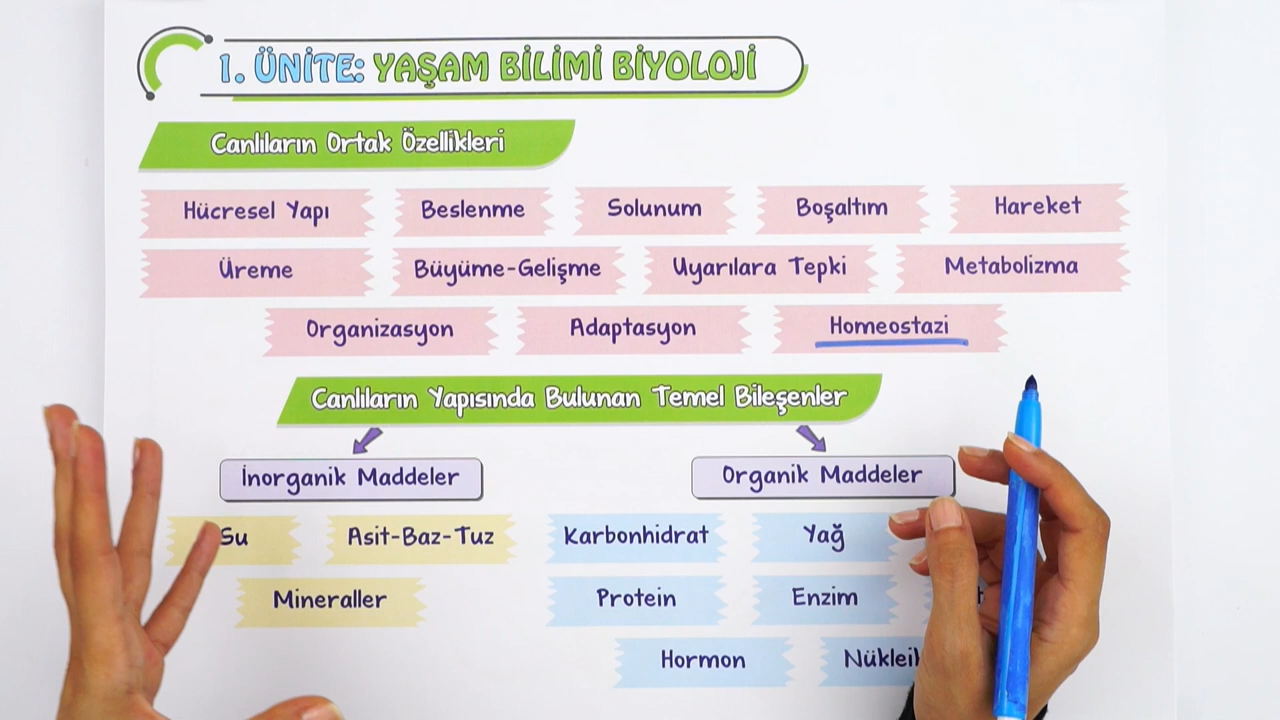 1. ÜNİTE: YAŞAM BİLİMİ BİYOLOJİ
Canlıların Ortak Özellikleri
Hücresel Yapı Beslenme Solunum Boşaltım Hareket
Üreme Büyüme-Gelişme Uyarılara Tepki Metabolizma
Organizasyon Adaptasyon Homeostazi
Canlıların Yapısında Bulunan Temel Bileşenler
İnorganik Maddeler Organik Maddeler
Su Asit-Baz-Tuz Karbonhidrat Yağ
Mineraller Protein Enzim
Hormon